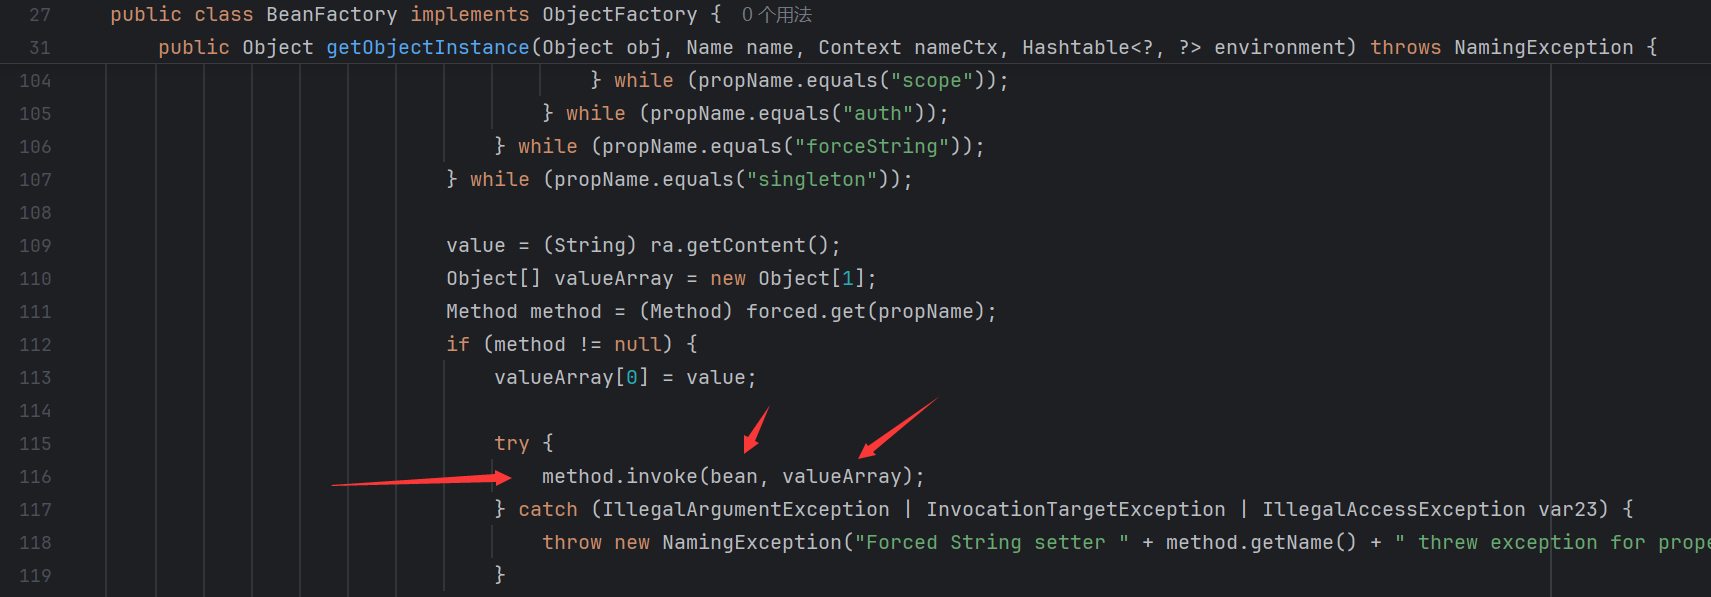 27 public class BeanFactory implements ObjectFactory { 0 个用法
31 public Object getObjectInstance(Object obj, Name name, Context nameCtx, Hashtable<?, ?> environment) throws NamingException {
104 } while (propName.equals("scope"));
105 } while (propName.equals("auth"));
106 } while (propName.equals("forceString"));
107 } while (propName.equals("singleton"));
108
109 value = (String) ra.getContent();
110 Object[] valueArray = new Object[1];
111 Method method = (Method) forced.get(propName);
112 if (method != null) {
113 valueArray[0] = value;
114
115 try {
116 method.invoke(bean, valueArray);
117 } catch (IllegalArgumentException | InvocationTargetException | IllegalAccessException var23) {
118 throw new NamingException("Forced String setter " + method.getName() + " threw exception for prope
119 }